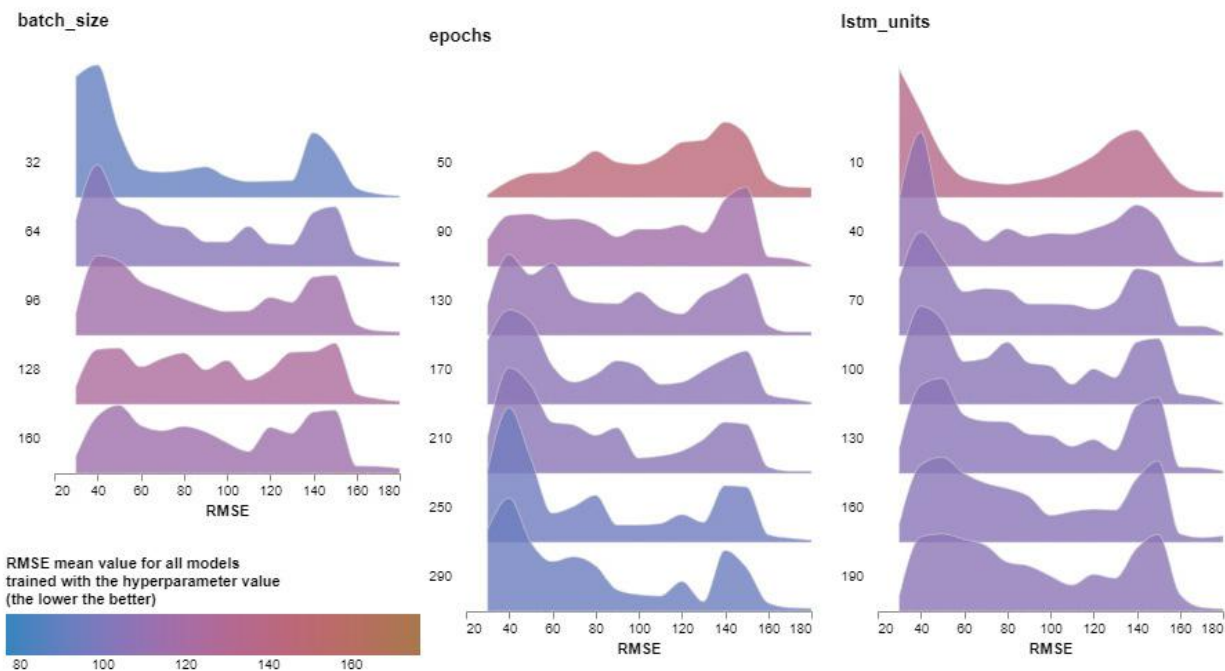 batch_size
32
64
96
128
160
20 40 60 80 100 120 140 160 180
RMSE
RMSE mean value for all models
trained with the hyperparameter value
(the lower the better)
80 100 120 140 160
epochs
50
90
130
170
210
250
290
20 40 60 80 100 120 140 160 180
RMSE
lstm_units
10
40
70
100
130
160
190
20 40 60 80 100 120 140 160 180
RMSE